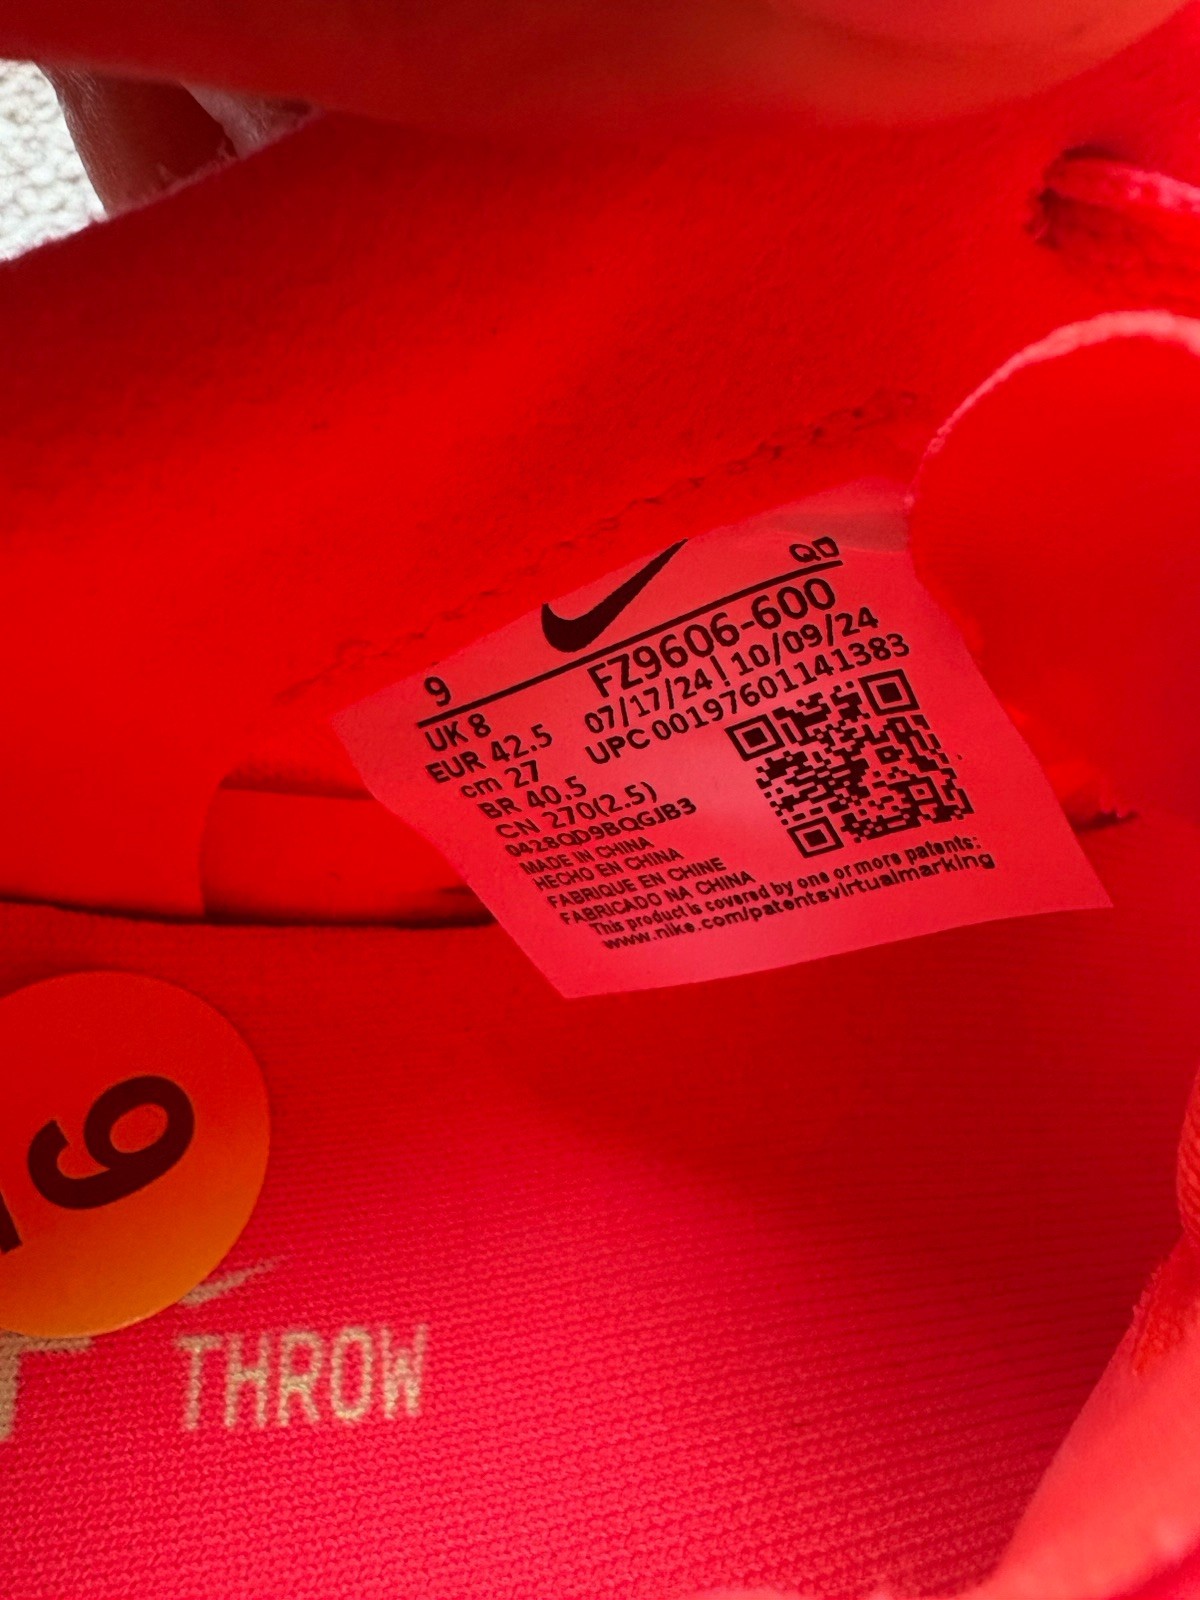 QD
9 FZ9606-600
UK 8 07/17/24 | 10/09/24
EUR 42.5 UPC 00197601141383
cm 27
BR 40.5
CN 270(2.5)
0428QD9BQGJB3
MADE IN CHINA
HECHO EN CHINA
FABRIQUE EN CHINE
FABRICADO NA CHINA
This product is covered by one or more patents:
www.nike.com/patentsvirtualmarking
9
THROW